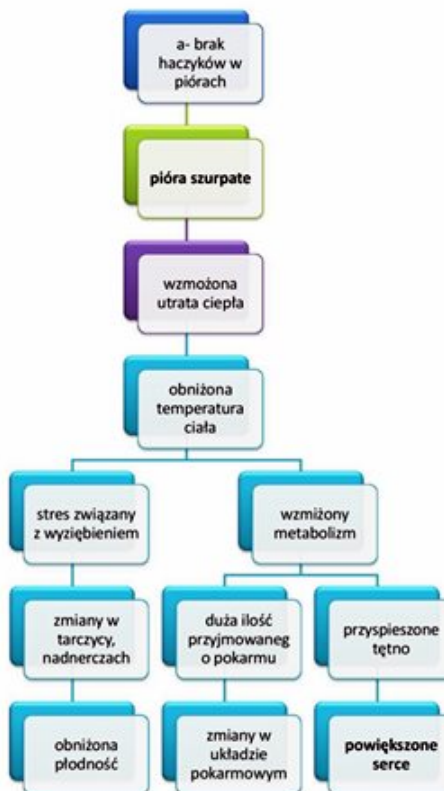 a- brak
haczyków w
piórach
pióra szurpate
wzmożona
utrata ciepła
obniżona
temperatura
ciała
stres związany
z wyziębieniem
wzmiżony
metabolizm
zmiany w
tarczycy,
nadnerczach
duża ilość
przyjmowaneg
o pokarmu
przyspieszone
tętno
obniżona
płodność
zmiany w
układzie
pokarmowym
powiększone
serce